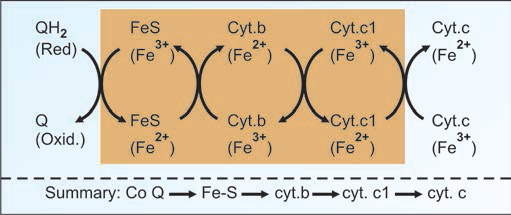 QH2 FeS Cyt.b Cyt.c1 Cyt.c
(Red) (Fe3+) (Fe2+) (Fe3+) (Fe2+)
Q FeS Cyt.b Cyt.c1 Cyt.c
(Oxid.) (Fe2+) (Fe3+) (Fe2+) (Fe3+)
Summary: Co Q → Fe-S → cyt.b → cyt. c1 → cyt. c